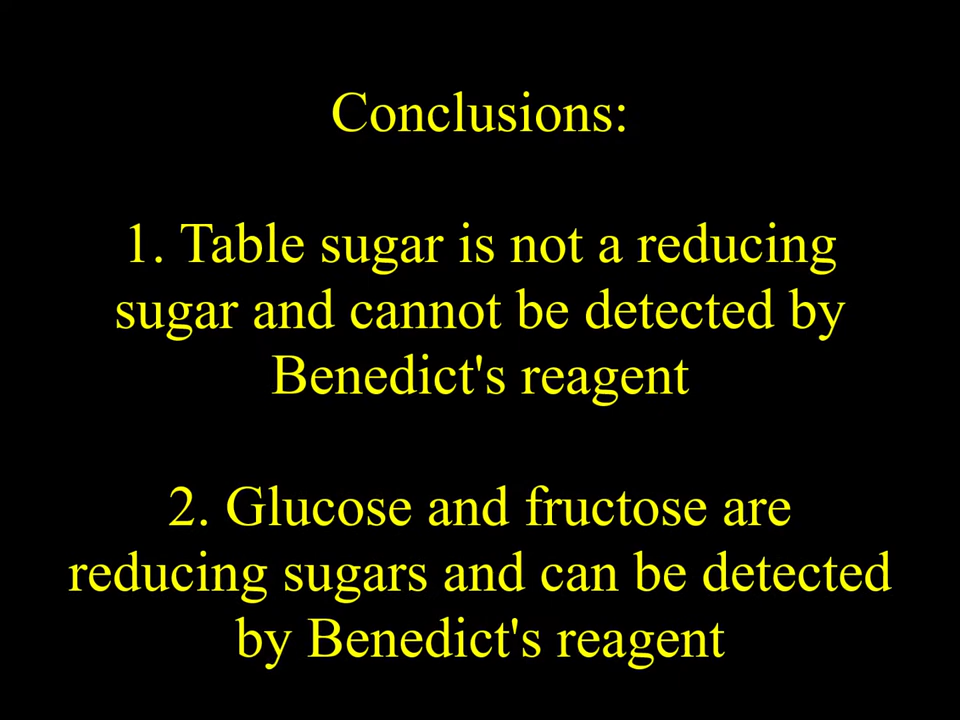 Conclusions:
1. Table sugar is not a reducing
sugar and cannot be detected by
Benedict's reagent
2. Glucose and fructose are
reducing sugars and can be detected
by Benedict's reagent